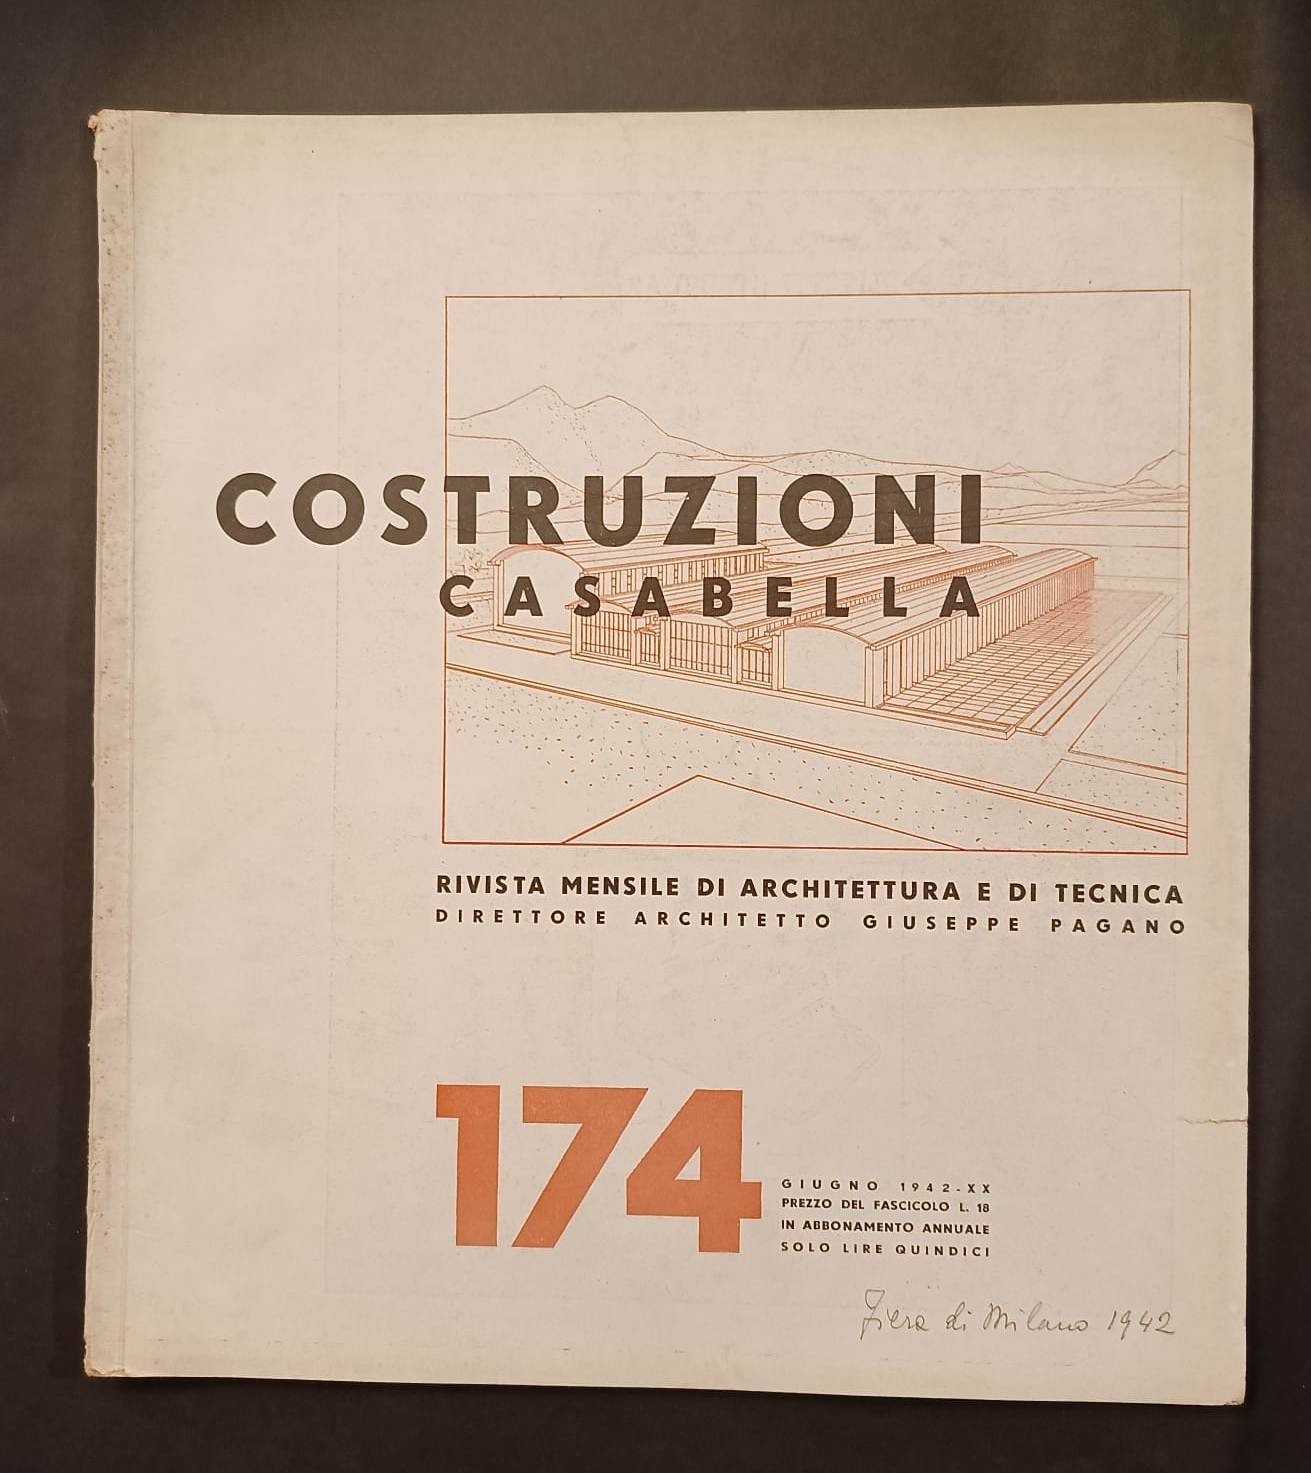 COSTRUZIONI
CASABELLA
RIVISTA MENSILE DI ARCHITETTURA E DI TECNICA
DIRETTORE ARCHITETTO GIUSEPPE PAGANO
174
GIUGNO 1942-XX
PREZZO DEL FASCICOLO L. 18
IN ABBONAMENTO ANNUALE
SOLO LIRE QUINDICI
Fiera di Milano 1942